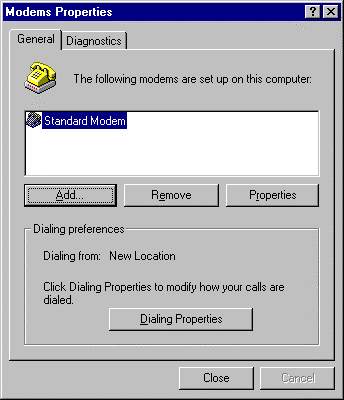 Modems Properties
General Diagnostics
The following modems are set up on this computer:
Standard Modem
Add... Remove Properties
Dialing preferences
Dialing from: New Location
Click Dialing Properties to modify how your calls are
dialed.
Dialing Properties
Close Cancel